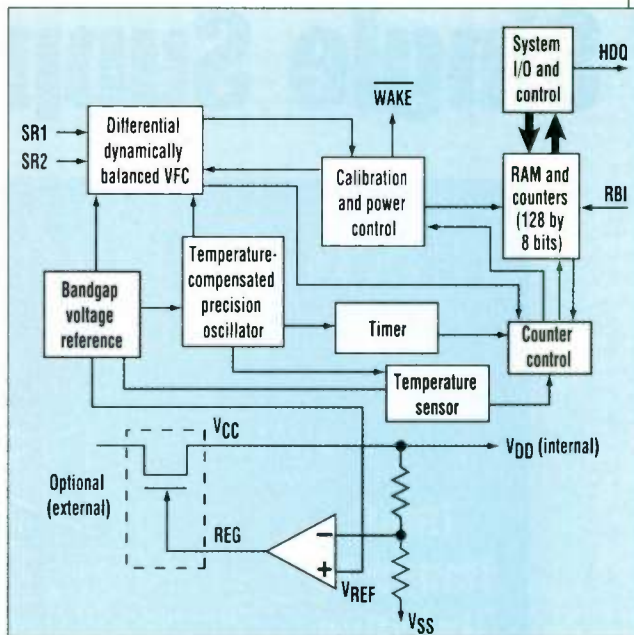 System
I/O and
control
HDQ
WAKE
SR1
SR2
Differential
dynamically
balanced VFC
Calibration
and power
control
RAM and
counters
(128 by
8 bits)
RBI
Temperature-
compensated
precision
oscillator
Bandgap
voltage
reference
Timer
Counter
control
Temperature
sensor
VCC
VDD (internal)
Optional
(external)
REG
−
+
VREF
VSS